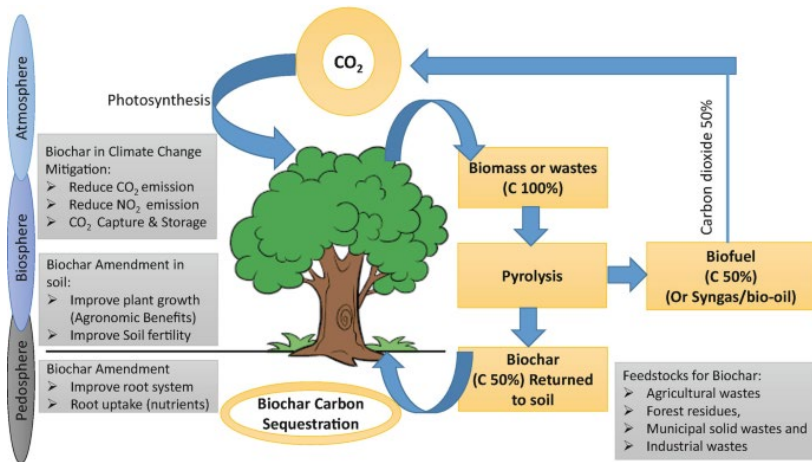 Atmosphere
Biosphere
Pedosphere
CO₂
Photosynthesis
Biochar in Climate Change
Mitigation:
➢ Reduce CO₂ emission
➢ Reduce NO₂ emission
➢ CO₂ Capture & Storage
Biochar Amendment in
soil:
➢ Improve plant growth
(Agronomic Benefits)
➢ Improve Soil fertility
Biochar Amendment
➢ Improve root system
➢ Root uptake (nutrients)
Biomass or wastes
(C 100%)
Pyrolysis
Biochar
(C 50%) Returned
to soil
Biofuel
(C 50%)
(Or Syngas/bio-oil)
Carbon dioxide 50%
Biochar Carbon
Sequestration
Feedstocks for Biochar:
➢ Agricultural wastes
➢ Forest residues,
➢ Municipal solid wastes and
➢ Industrial wastes